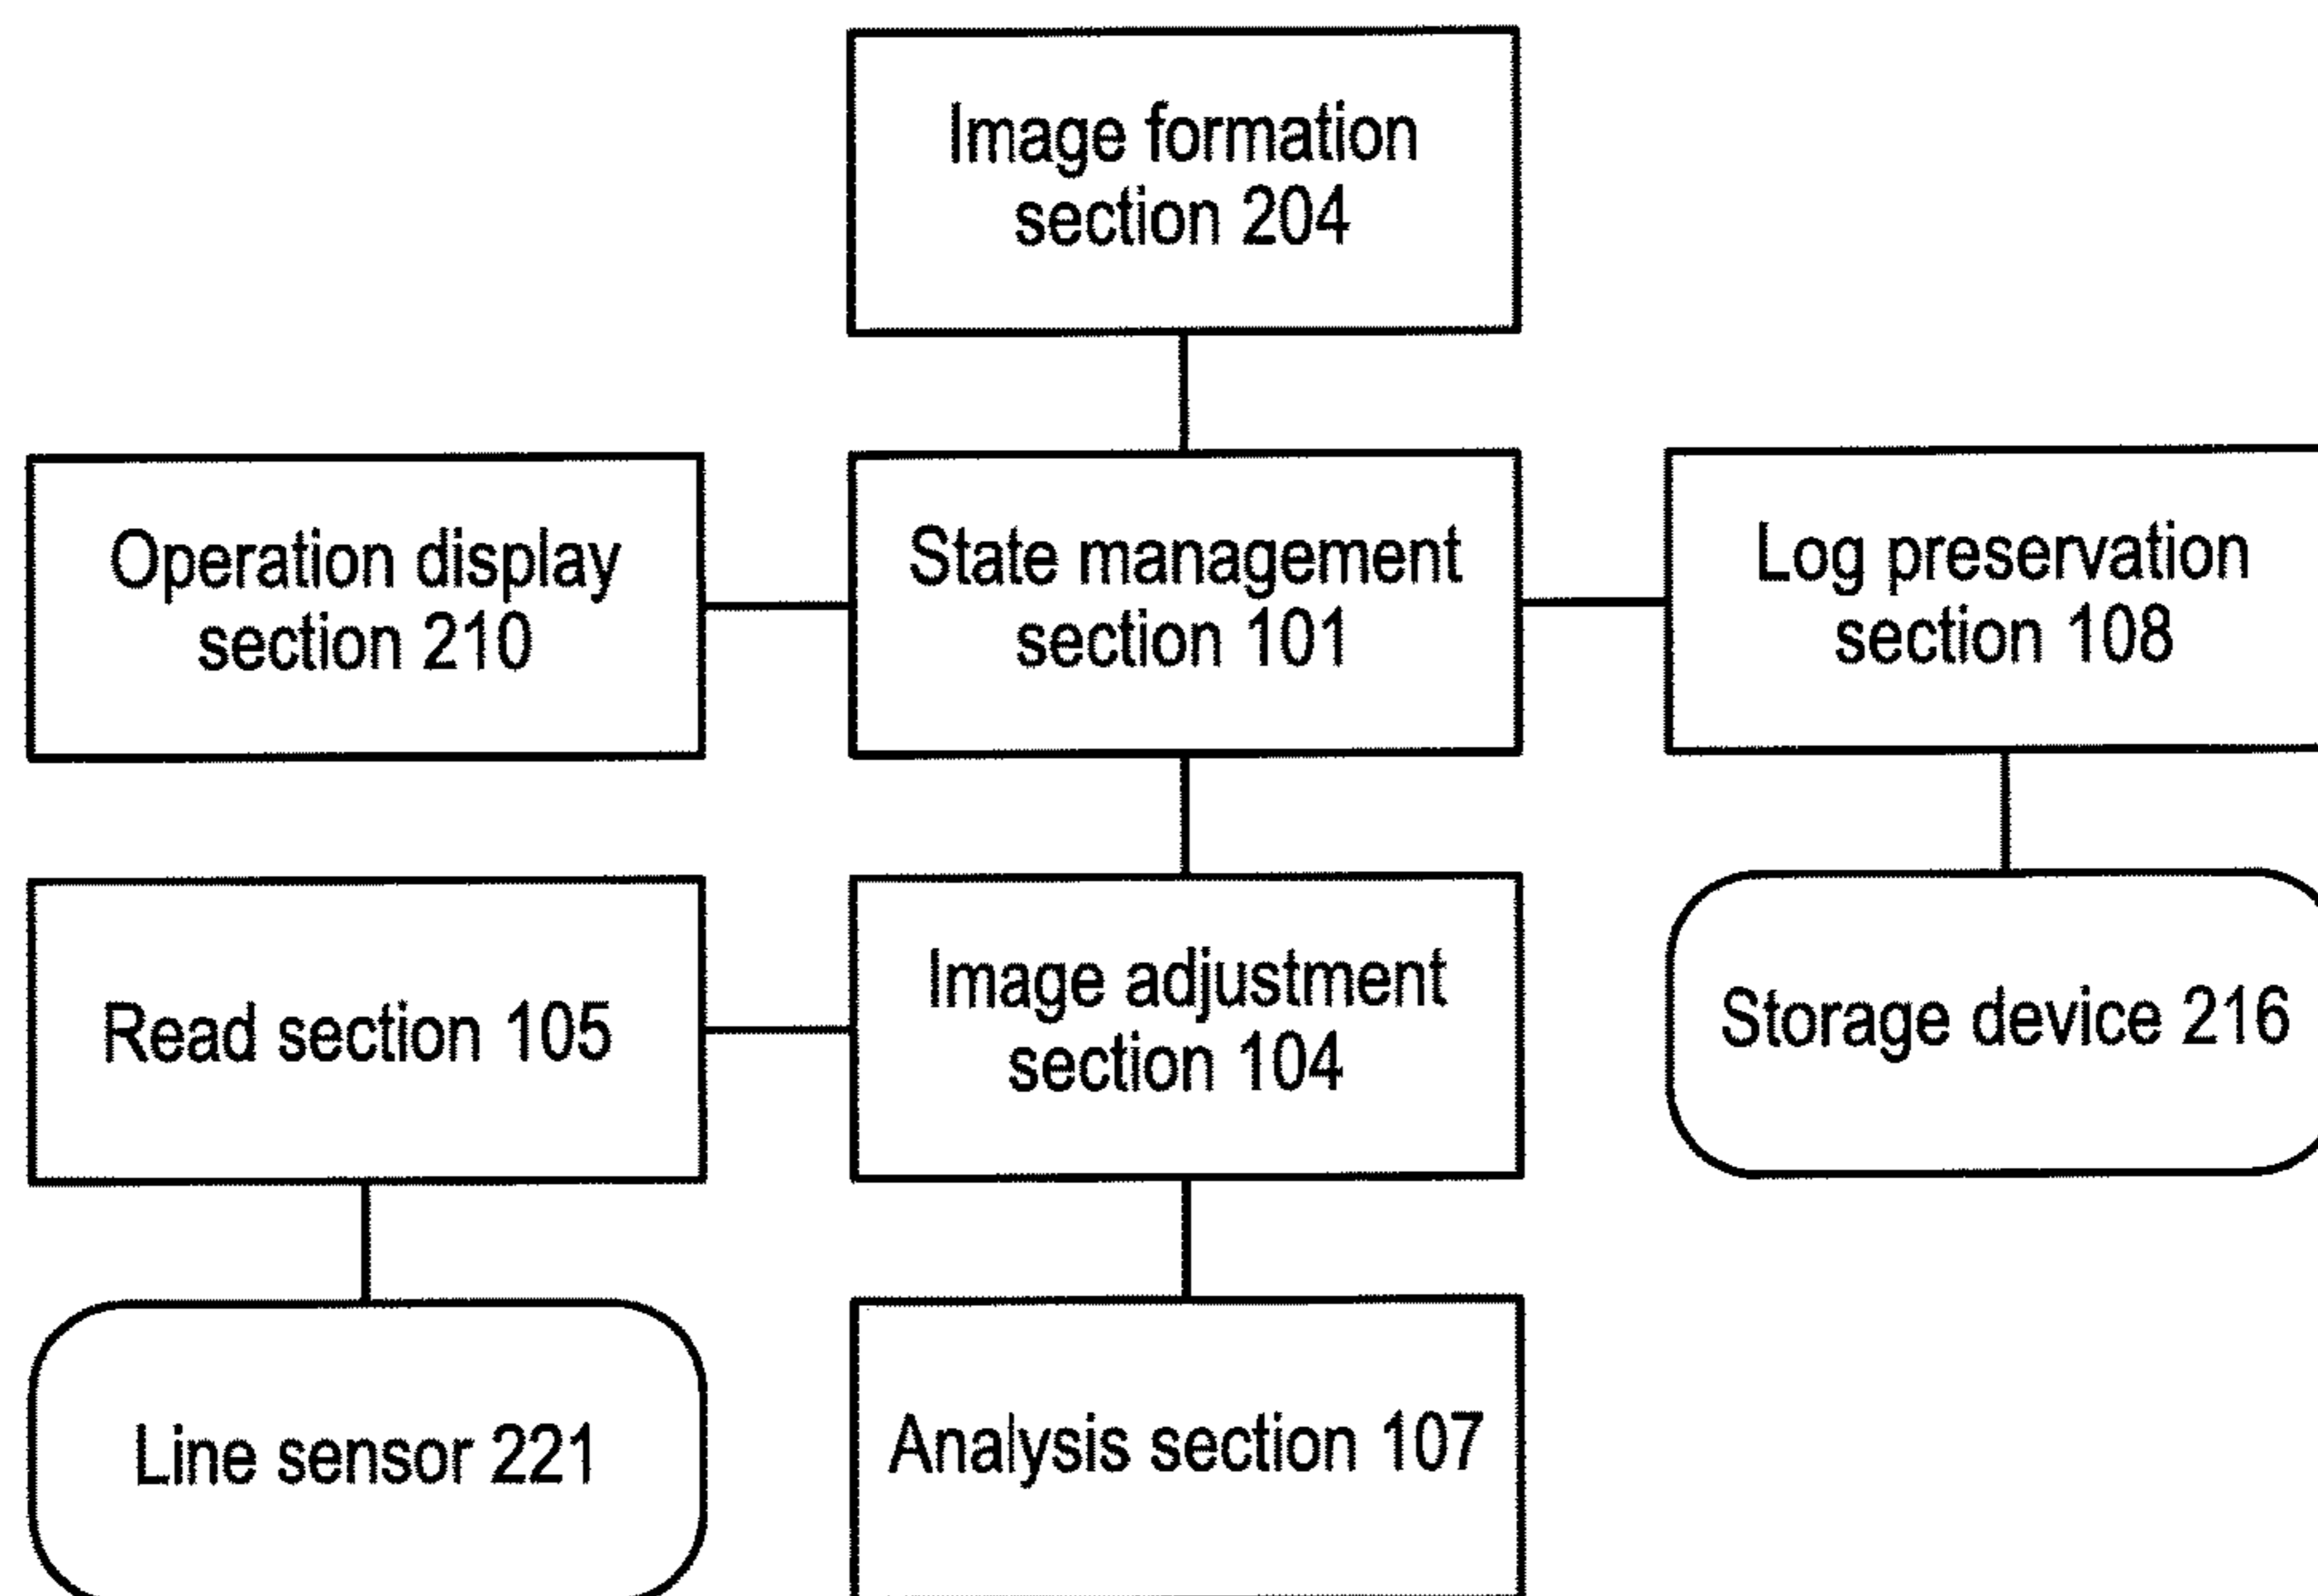 Image formation
section 204
Operation display
section 210
State management
section 101
Log preservation
section 108
Read section 105
Image adjustment
section 104
Storage device 216
Line sensor 221
Analysis section 107